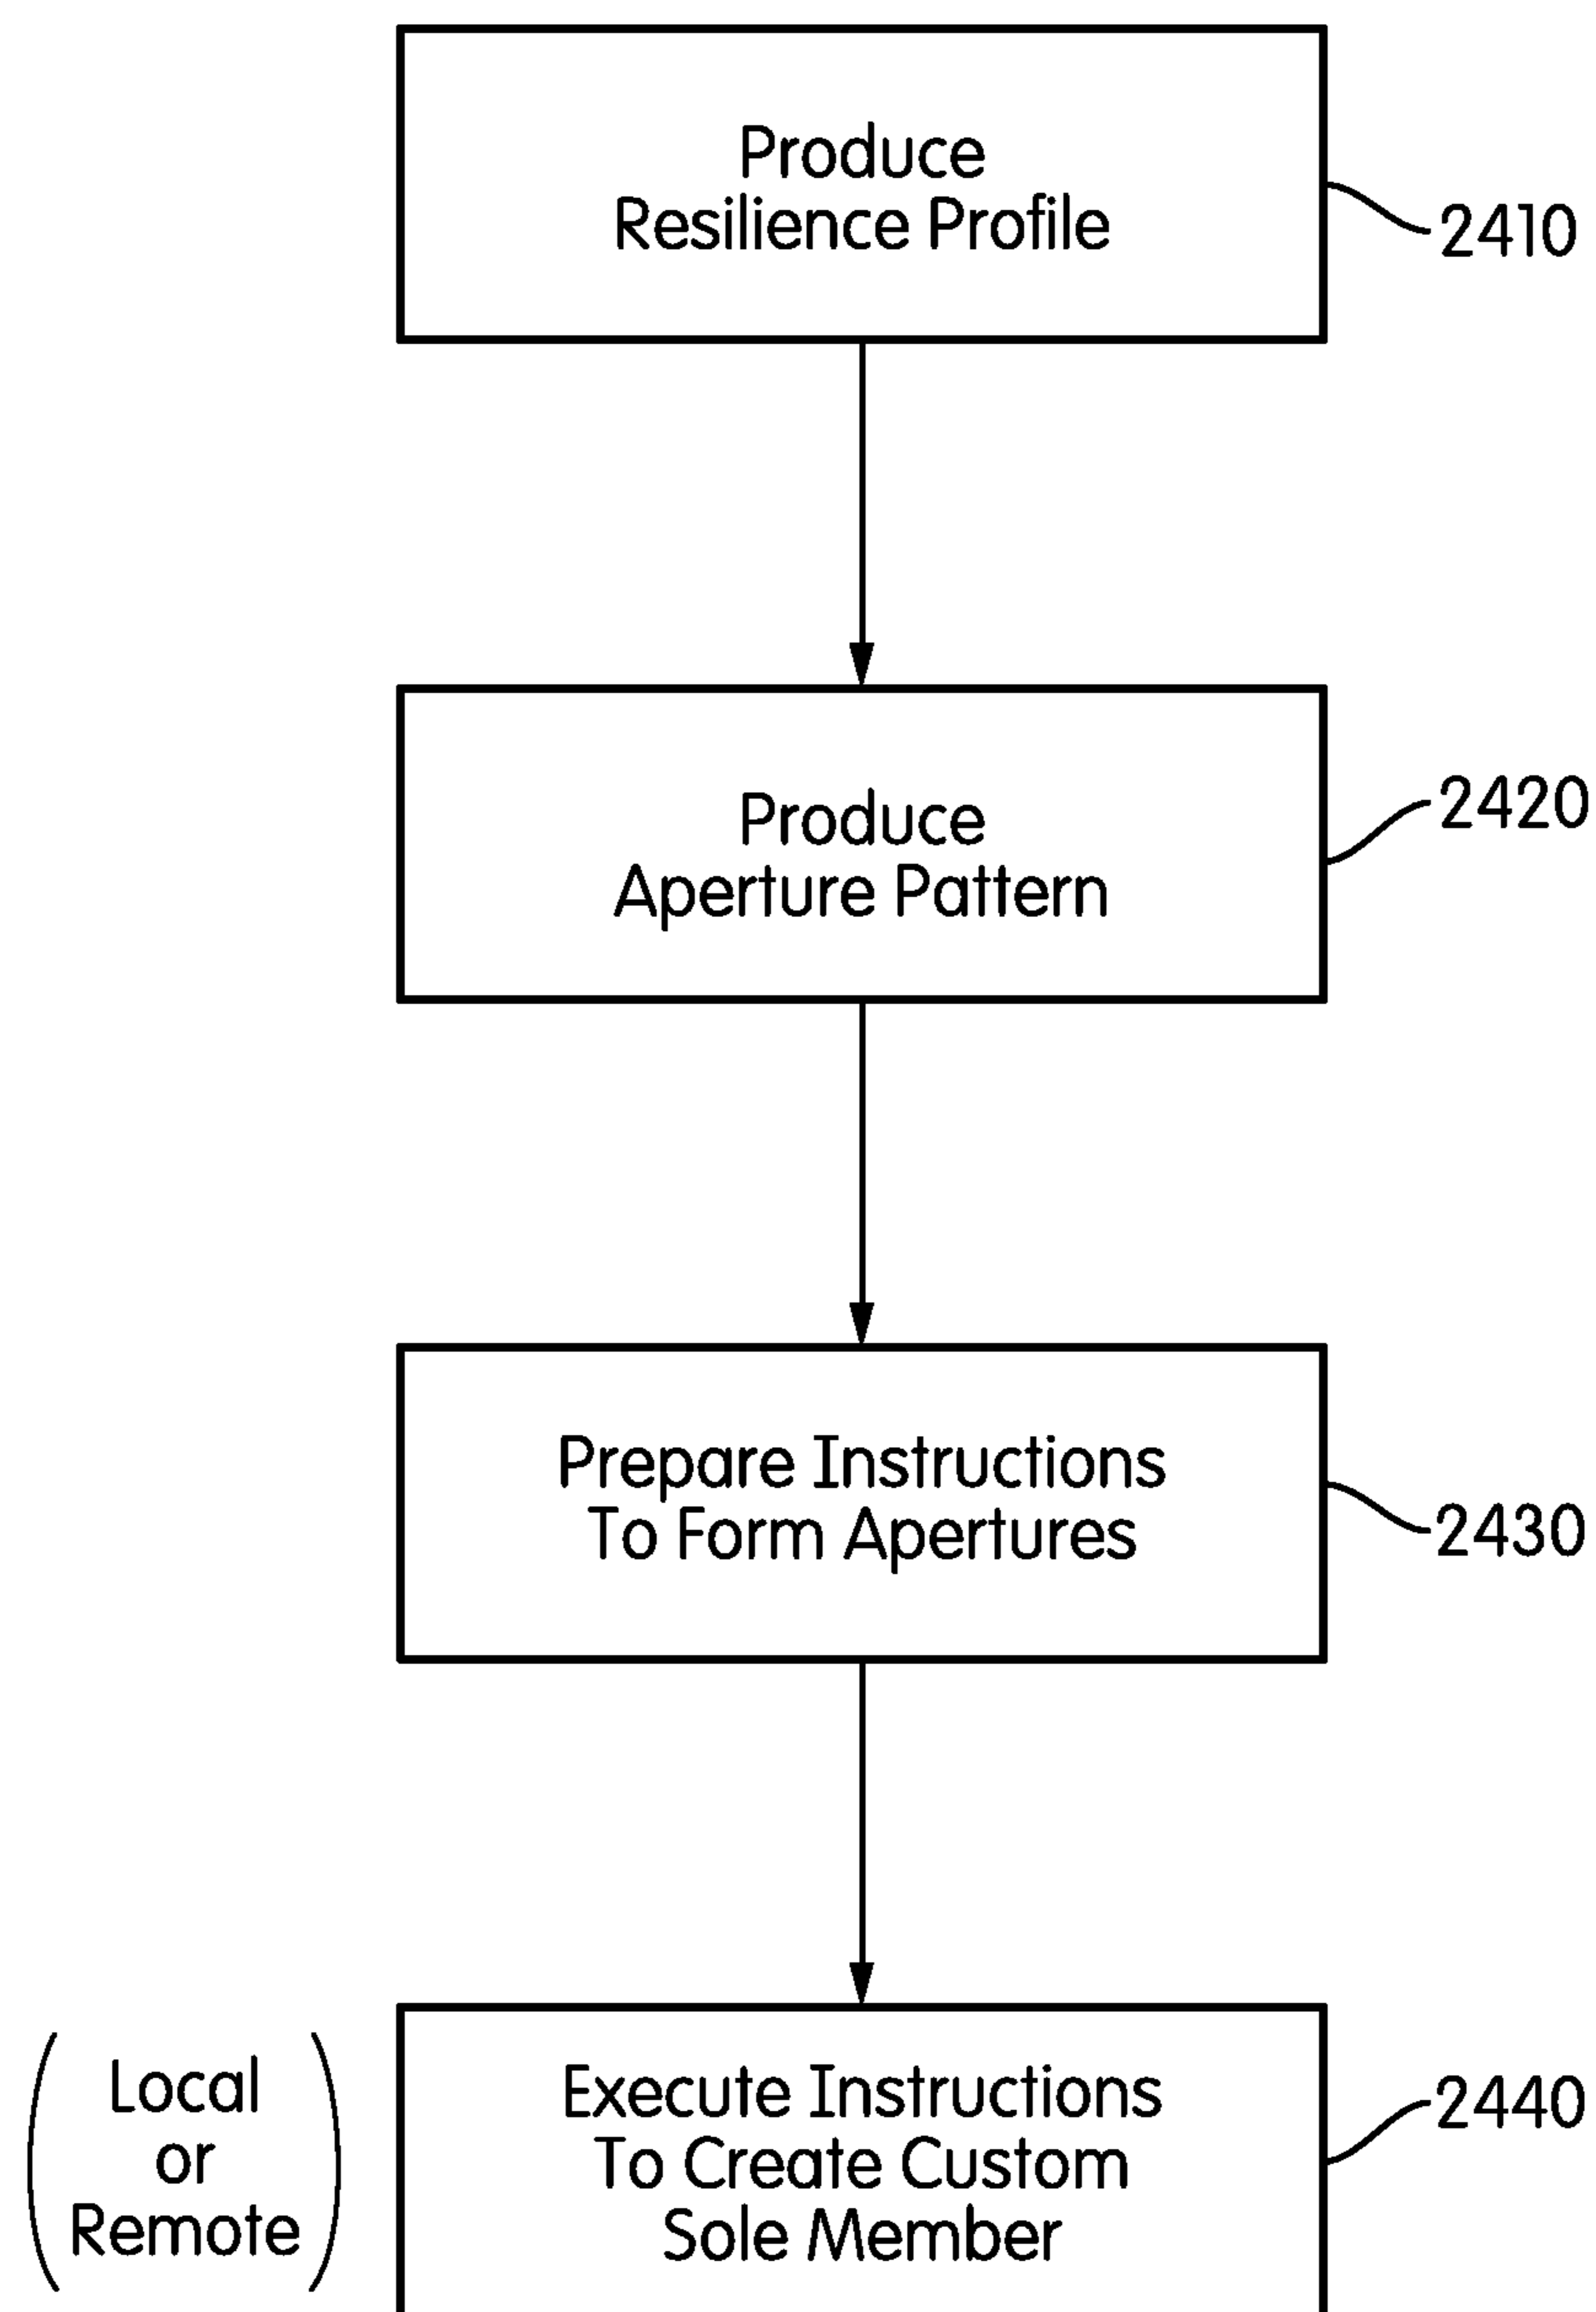 Produce
Resilience Profile
2410
Produce
Aperture Pattern
2420
Prepare Instructions
To Form Apertures
2430
(Local
or
Remote)
Execute Instructions
To Create Custom
Sole Member
2440